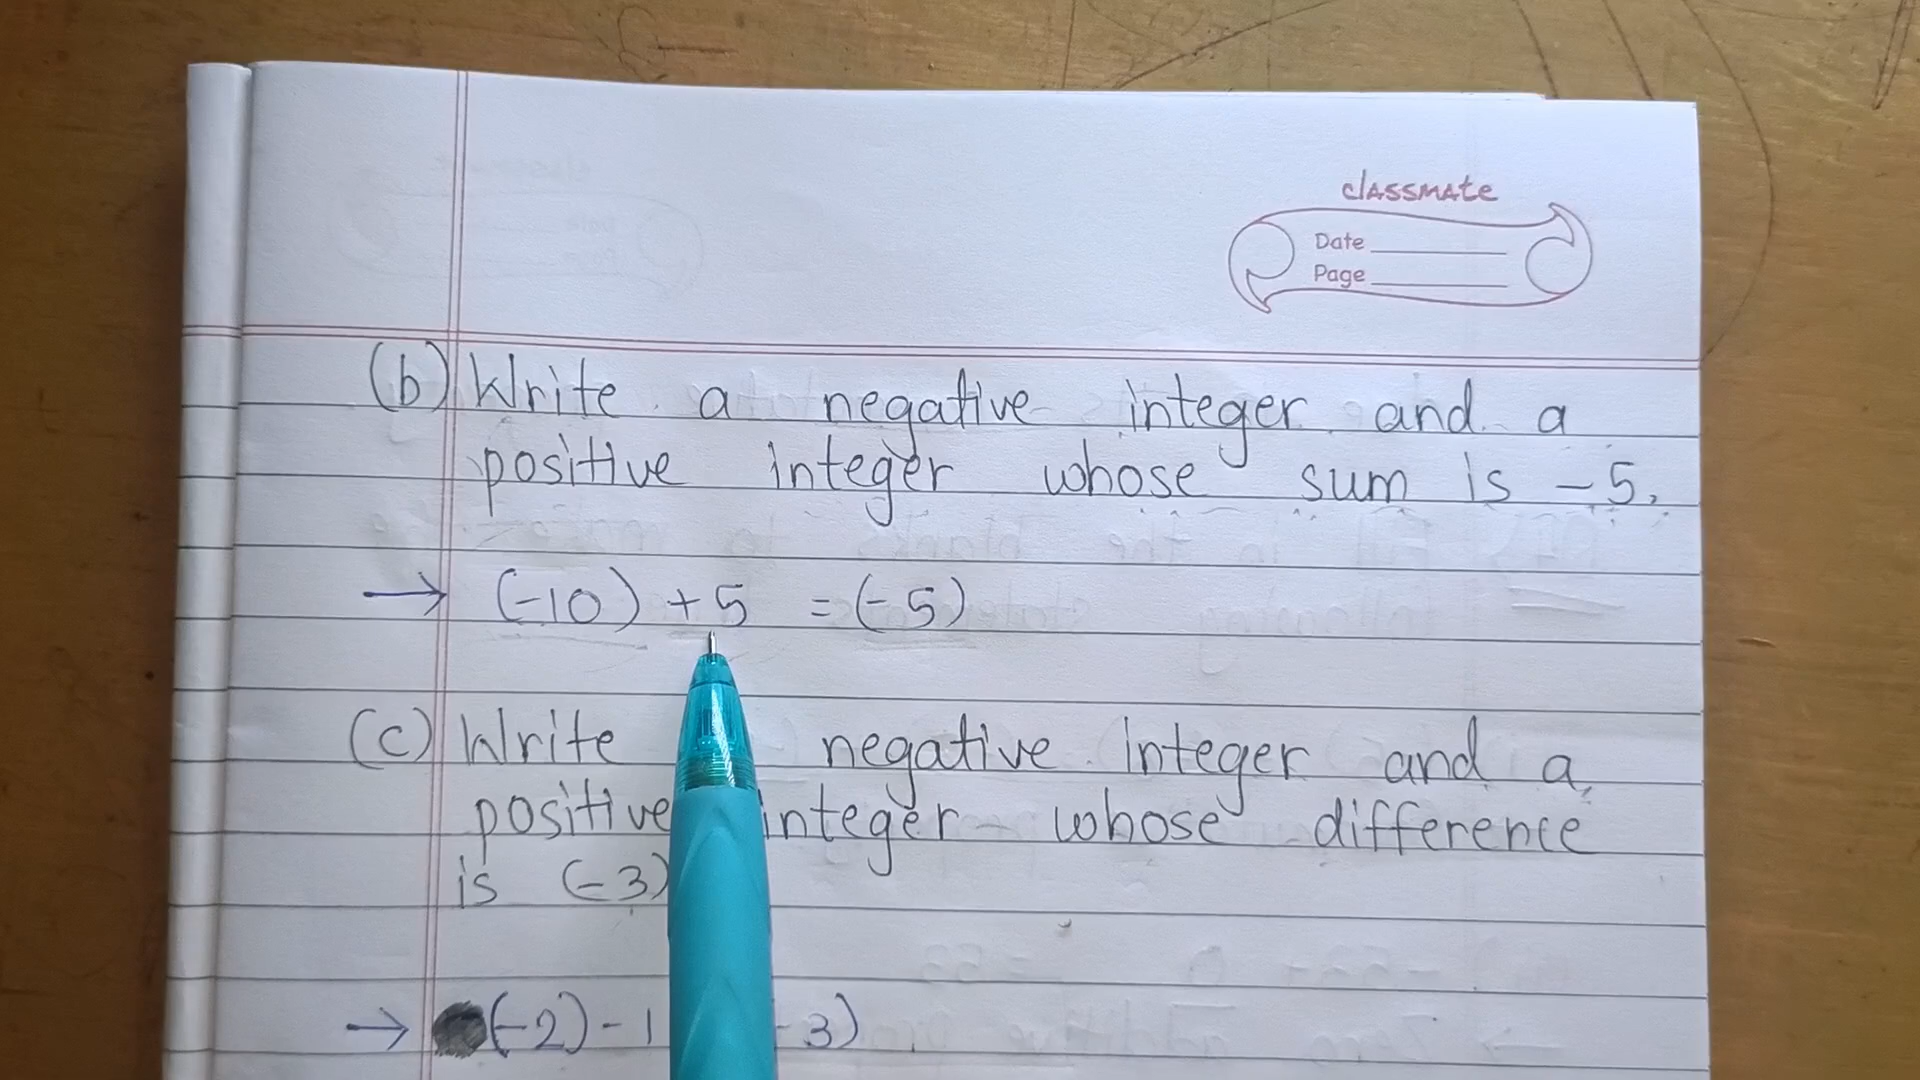 classmate
Date
Page
(b) Write a negative integer and a
positive integer whose sum is -5.
→ (-10) + 5 = (-5)
(c) Write negative integer and a
positive integer whose difference
is (-3)
→ (-2) - 1 3)